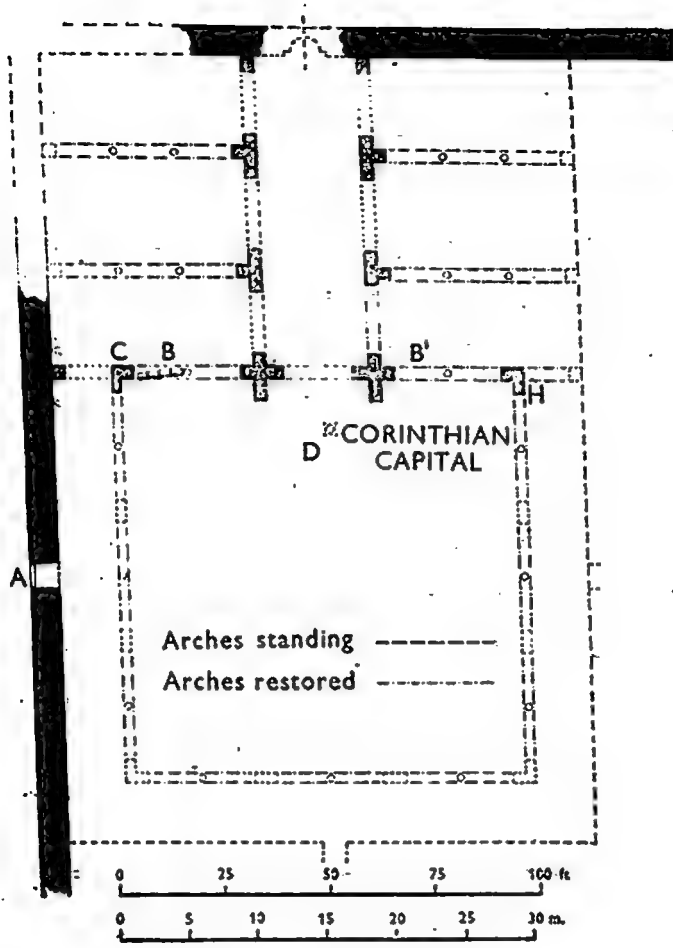 C B B'
H
D CORINTHIAN
CAPITAL
A
Arches standing
Arches restored
0 25 50 75 100 ft
0 5 10 15 20 25 30 m.